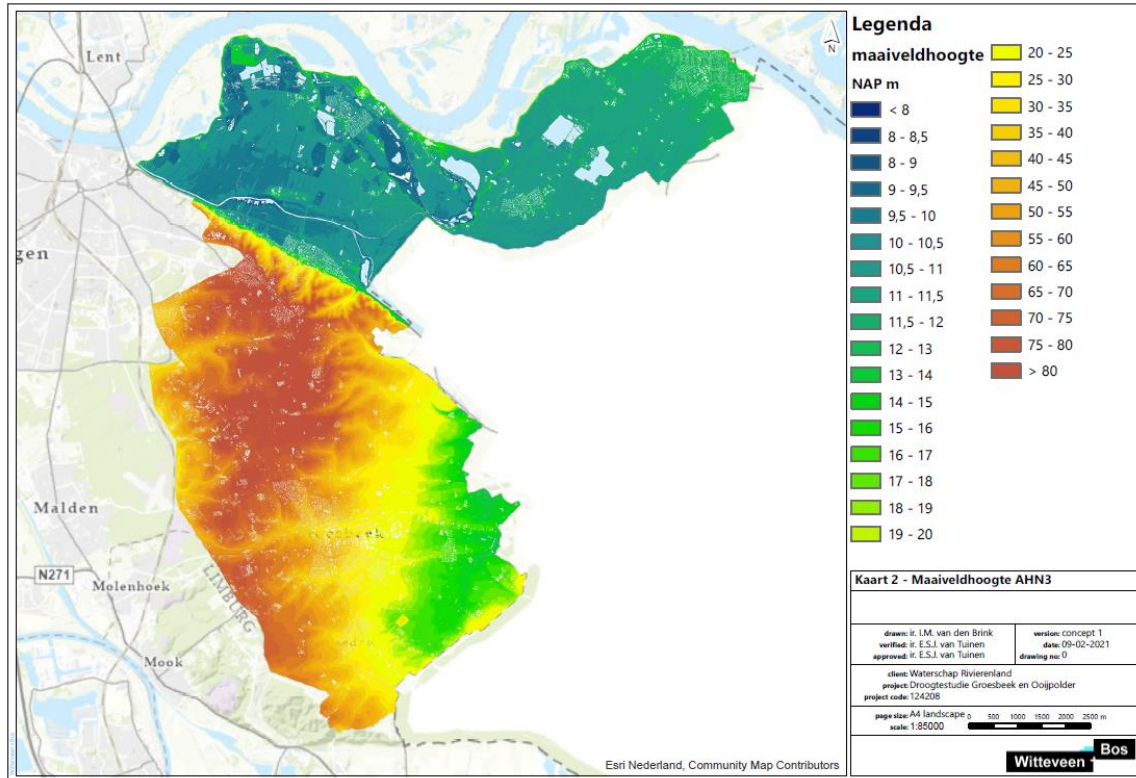 Lent
N
gen
Malden
N271
Molenhoek
LIMBURG
Mook
Esri Nederland, Community Map Contributors
Legenda
maaiveldhoogte
NAP m
< 8
8 - 8,5
8 - 9
9 - 9,5
9,5 - 10
10 - 10,5
10,5 - 11
11 - 11,5
11,5 - 12
12 - 13
13 - 14
14 - 15
15 - 16
16 - 17
17 - 18
18 - 19
19 - 20
20 - 25
25 - 30
30 - 35
35 - 40
40 - 45
45 - 50
50 - 55
55 - 60
60 - 65
65 - 70
70 - 75
75 - 80
> 80
Kaart 2 - Maaiveldhoogte AHN3
drawn: ir. I.M. van den Brink
verified: ir. E.S.J. van Tuinen
approved: ir. E.S.J. van Tuinen
version: concept 1
date: 09-02-2021
drawing no: 0
client: Waterschap Rivierenland
project: Droogtestudie Groesbeek en Ooijpolder
project code: 124208
page size: A4 landscape
scale: 1:85000
0 500 1000 1500 2000 2500 m
Witteveen + Bos